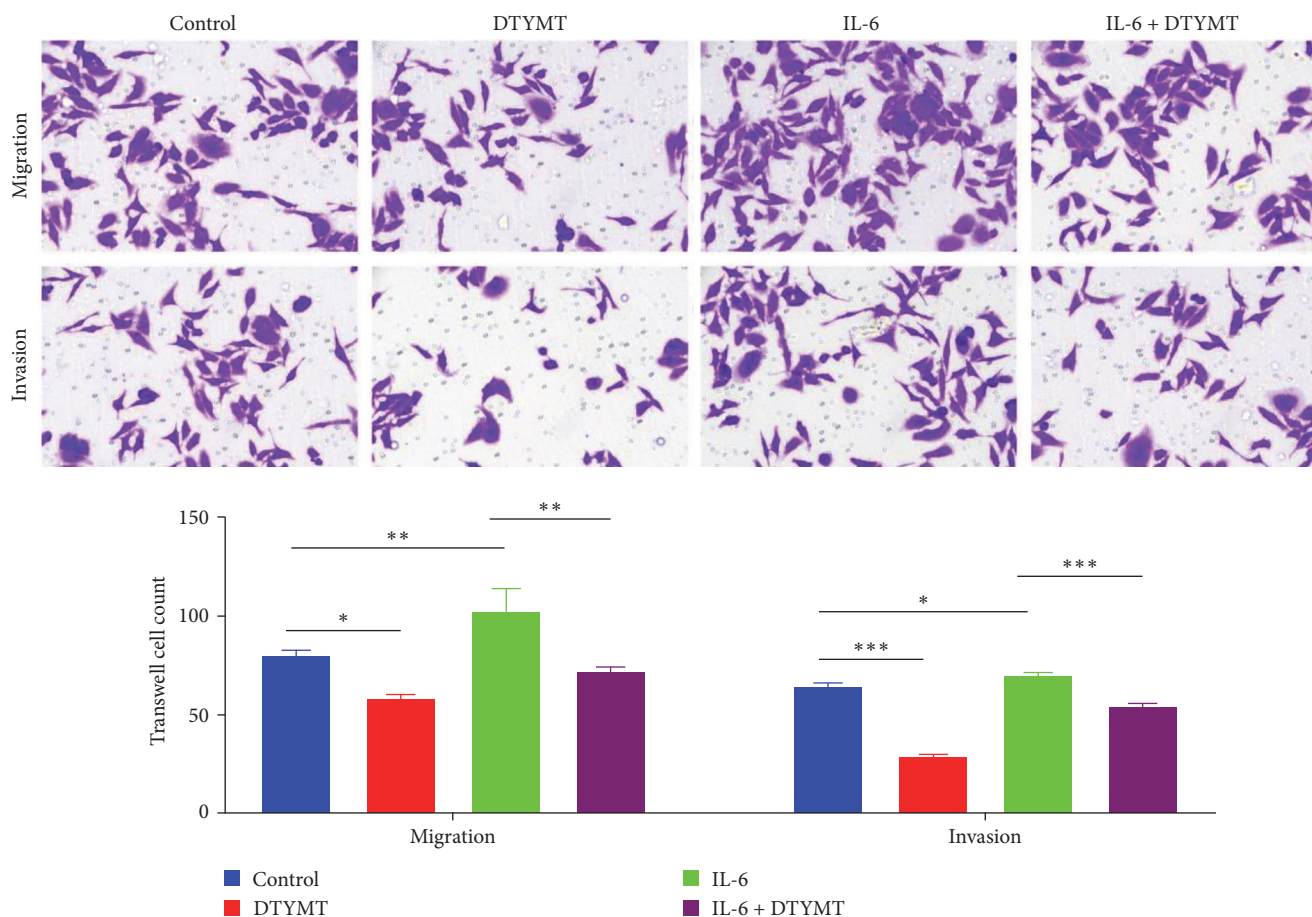 Control DTYMT IL-6 IL-6 + DTYMT
Migration
Invasion
Transwell cell count
150
100
50
0
**
**
*
***
*
***
Migration Invasion
Control IL-6
DTYMT IL-6 + DTYMT